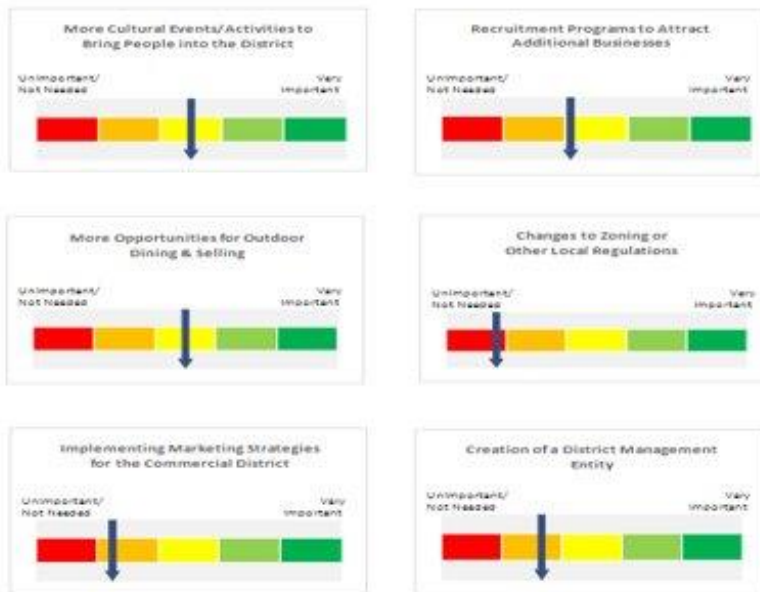 More Cultural Events/Activities to
Bring People into the District
Unimportant/
Not Needed
Very
Important
Recruitment Programs to Attract
Additional Businesses
Unimportant/
Not Needed
Very
Important
More Opportunities for Outdoor
Dining & Selling
Unimportant/
Not Needed
Very
Important
Changes to Zoning or
Other Local Regulations
Unimportant/
Not Needed
Very
Important
Implementing Marketing Strategies
for the Commercial District
Unimportant/
Not Needed
Very
Important
Creation of a District Management
Entity
Unimportant/
Not Needed
Very
Important